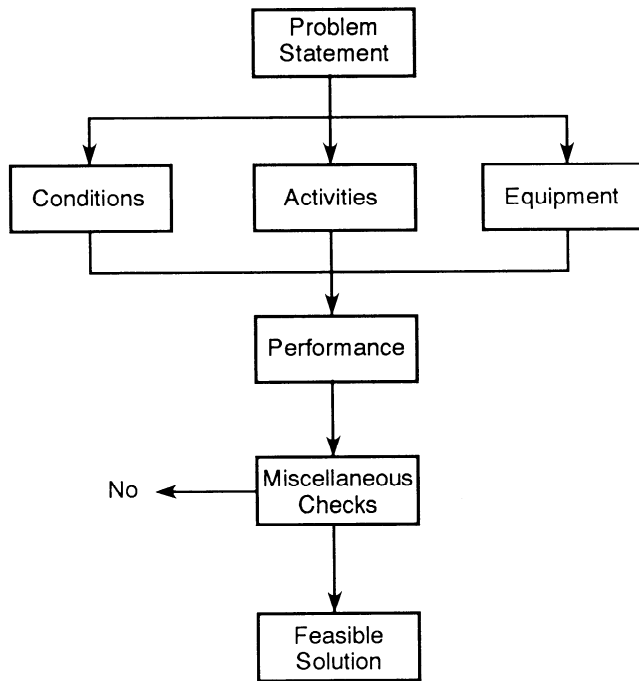 Problem
Statement
Conditions
Activities
Equipment
Performance
No
Miscellaneous
Checks
Feasible
Solution